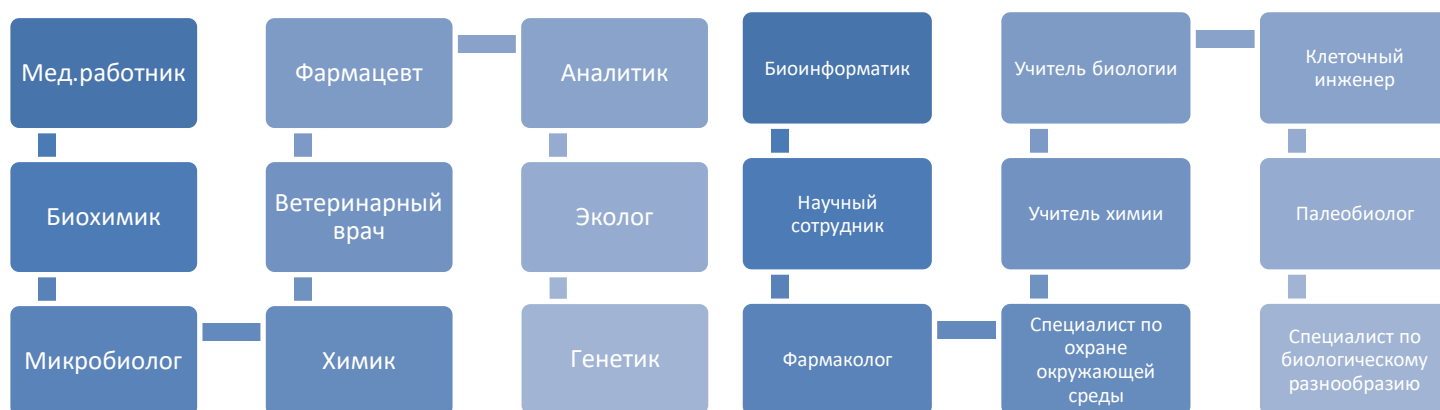 Мед.работник
Биохимик
Микробиолог
Химик
Ветеринарный
врач
Фармацевт
Аналитик
Эколог
Генетик
Биоинформатик
Научный
сотрудник
Фармаколог
Специалист по
охране
окружающей
среды
Учитель химии
Учитель биологии
Клеточный
инженер
Палеобиолог
Специалист по
биологическому
разнообразию